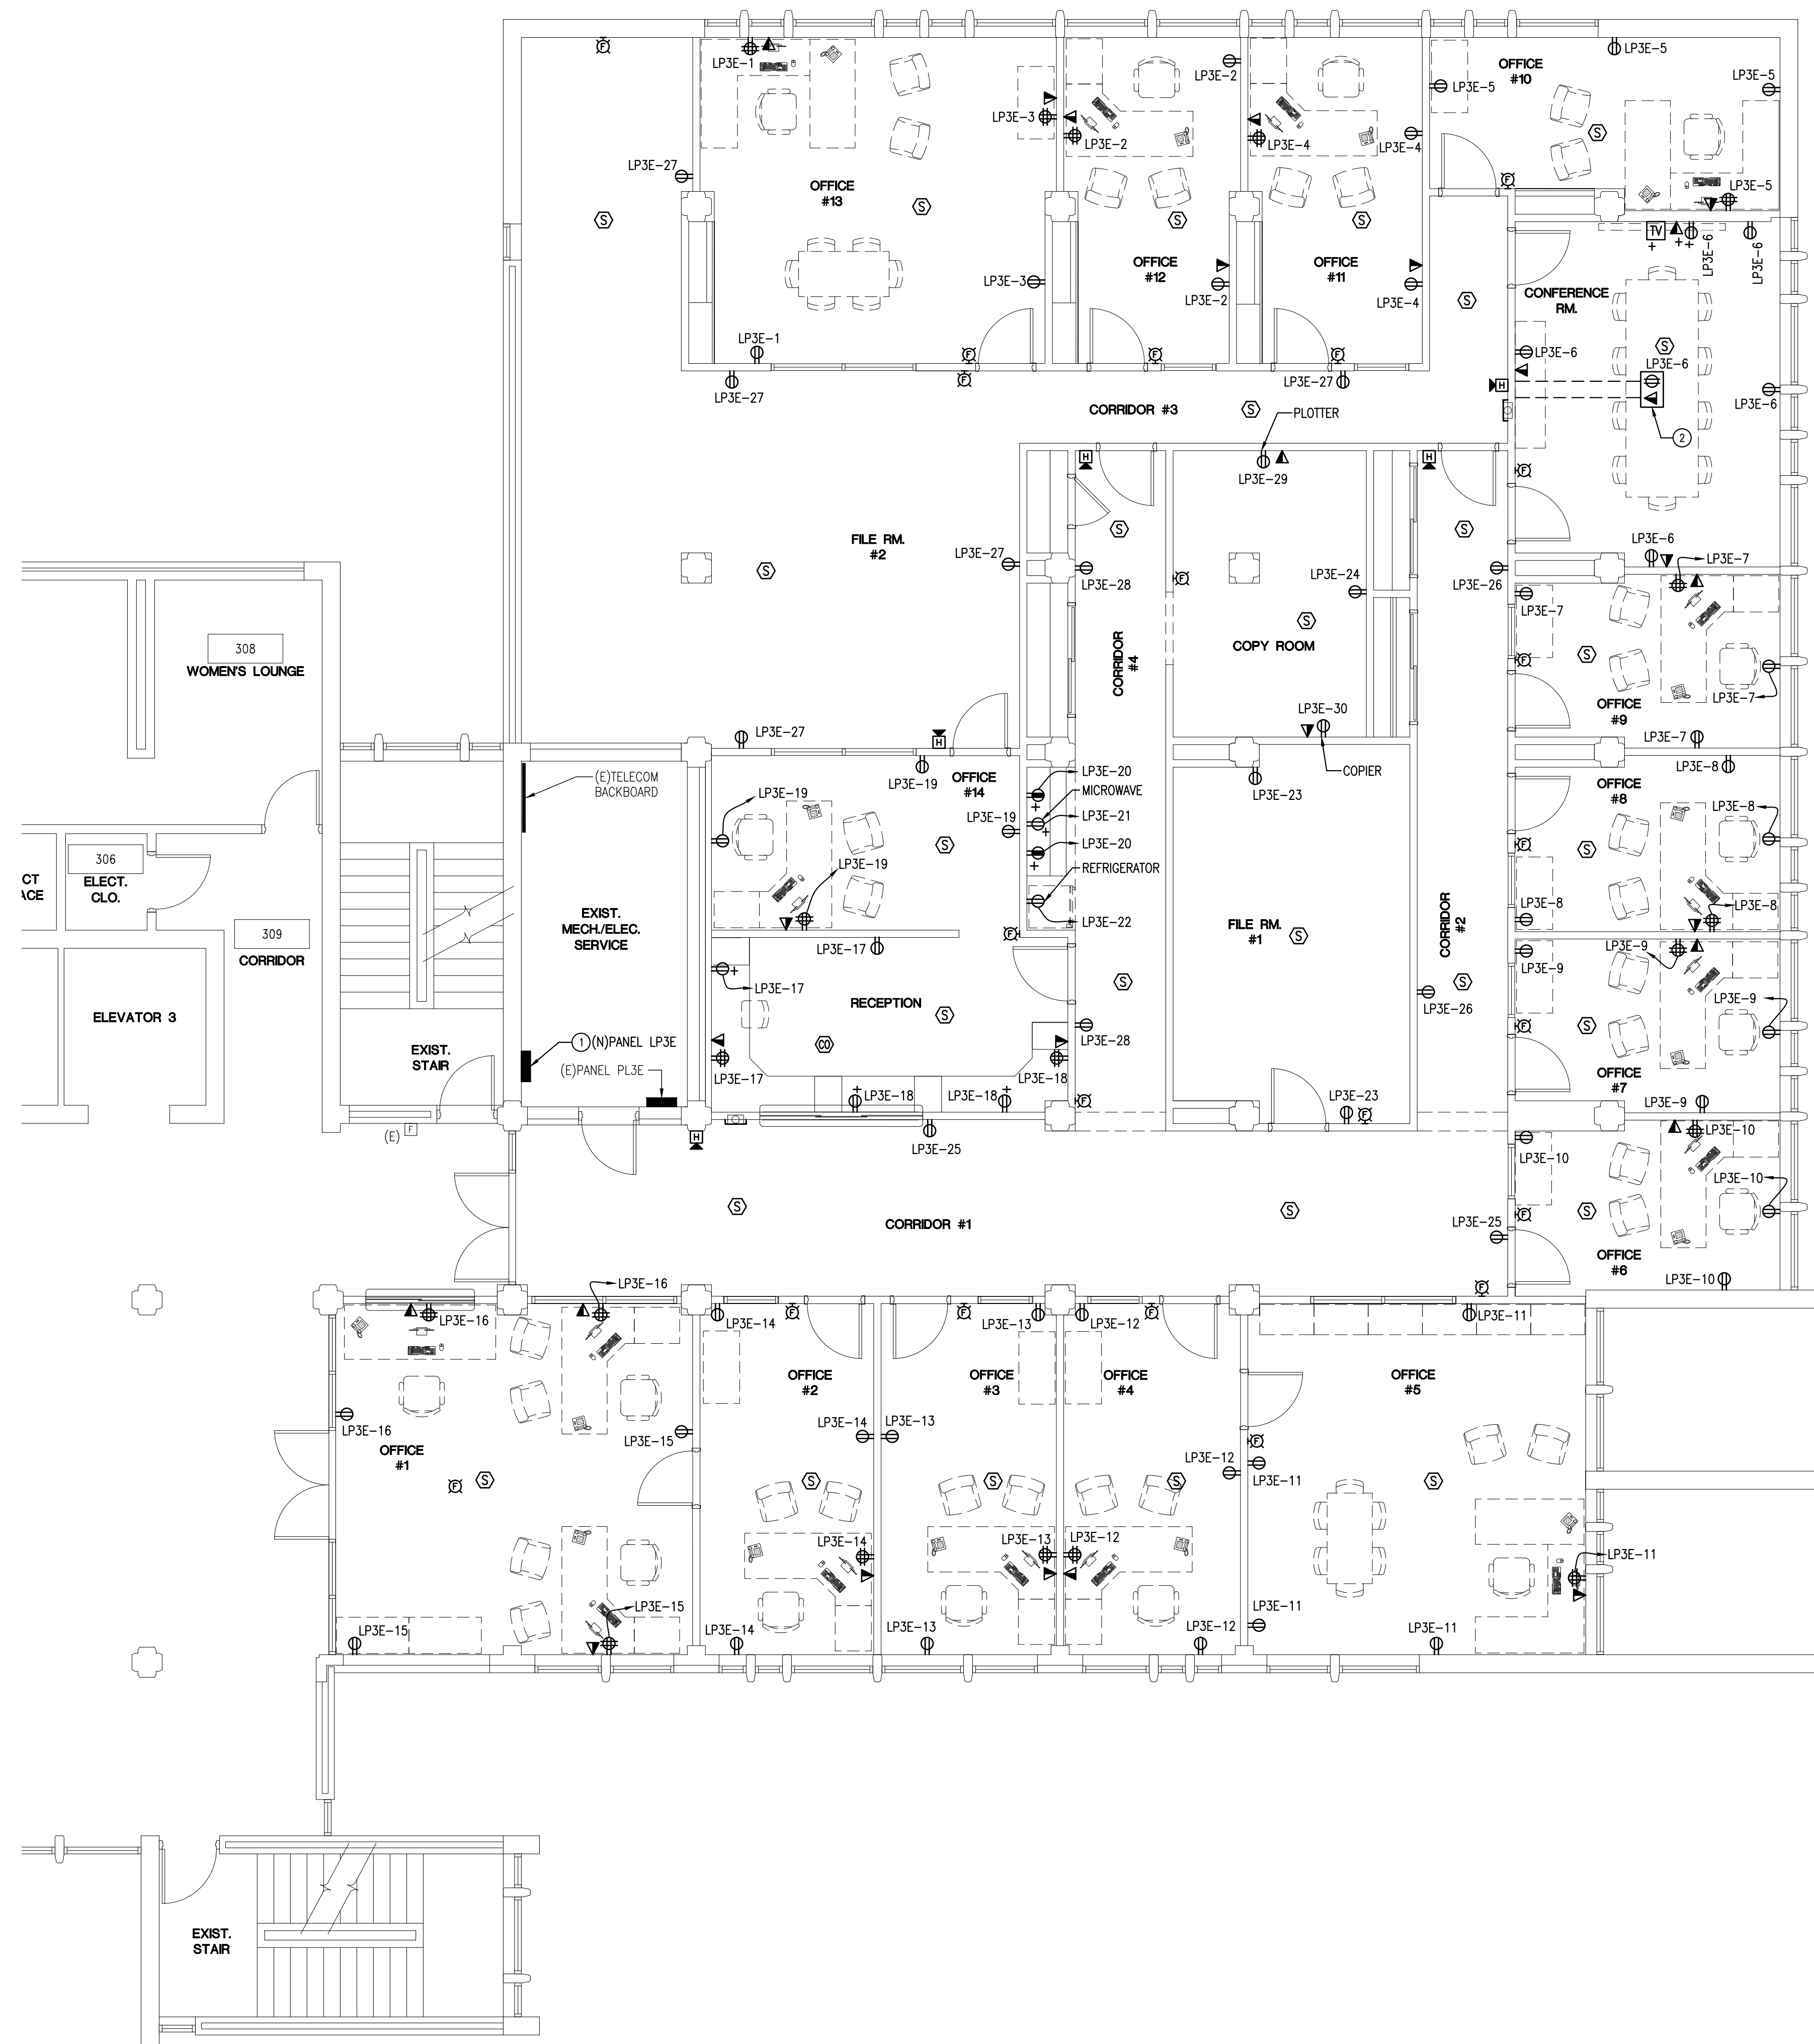 LP3E-1
LP3E-2
LP3E-2
LP3E-3
LP3E-4
LP3E-4
LP3E-5
LP3E-5
LP3E-5
LP3E-5
OFFICE
#10
F
S
LP3E-27
OFFICE
#13
S
S
S
S
F
LP3E-3
OFFICE
#12
LP3E-2
OFFICE
#11
LP3E-4
S
TV
LP3E-6
LP3E-6
CONFERENCE
RM.
S
LP3E-6
LP3E-6
LP3E-6
LP3E-1
F
F
F
F
LP3E-27
LP3E-27
H
CORRIDOR #3
S
PLOTTER
2
H
H
LP3E-29
F
S
S
FILE RM.
#2
S
LP3E-27
LP3E-28
F
LP3E-24
LP3E-26
LP3E-6
LP3E-7
LP3E-7
S
COPY ROOM
CORRIDOR
#4
S
F
LP3E-7
OFFICE
#9
LP3E-7
308
WOMEN'S LOUNGE
LP3E-27
H
LP3E-30
COPIER
(E)TELECOM
BACKBOARD
LP3E-19
LP3E-19
OFFICE
#14
LP3E-20
MICROWAVE
LP3E-21
LP3E-20
REFRIGERATOR
LP3E-22
LP3E-19
S
LP3E-19
LP3E-23
LP3E-8
OFFICE
#8
LP3E-8
S
F
LP3E-8
LP3E-8
306
ELECT.
CLO.
CT
ACE
309
CORRIDOR
EXIST.
MECH./ELEC.
SERVICE
F
FILE RM.
#1
S
CORRIDOR
#2
LP3E-17
LP3E-17
RECEPTION
S
CO
S
S
LP3E-9
LP3E-9
LP3E-9
LP3E-26
LP3E-28
S
F
ELEVATOR 3
EXIST.
STAIR
1
(N)PANEL LP3E
(E)PANEL PL3E
LP3E-17
LP3E-18
LP3E-18
LP3E-18
F
LP3E-23
F
OFFICE
#7
LP3E-9
(E)
F
H
LP3E-25
LP3E-10
LP3E-10
LP3E-10
S
CORRIDOR #1
S
S
F
LP3E-25
OFFICE
#6
LP3E-10
LP3E-16
LP3E-16
LP3E-14
F
F
LP3E-13
LP3E-12
F
LP3E-11
F
OFFICE
#2
OFFICE
#3
OFFICE
#4
OFFICE
#5
LP3E-16
OFFICE
#1
LP3E-15
LP3E-14
LP3E-13
LP3E-12
F
LP3E-11
F
S
S
S
S
S
LP3E-14
LP3E-13
LP3E-12
LP3E-11
LP3E-15
LP3E-15
LP3E-14
LP3E-13
LP3E-12
LP3E-11
LP3E-11
EXIST.
STAIR